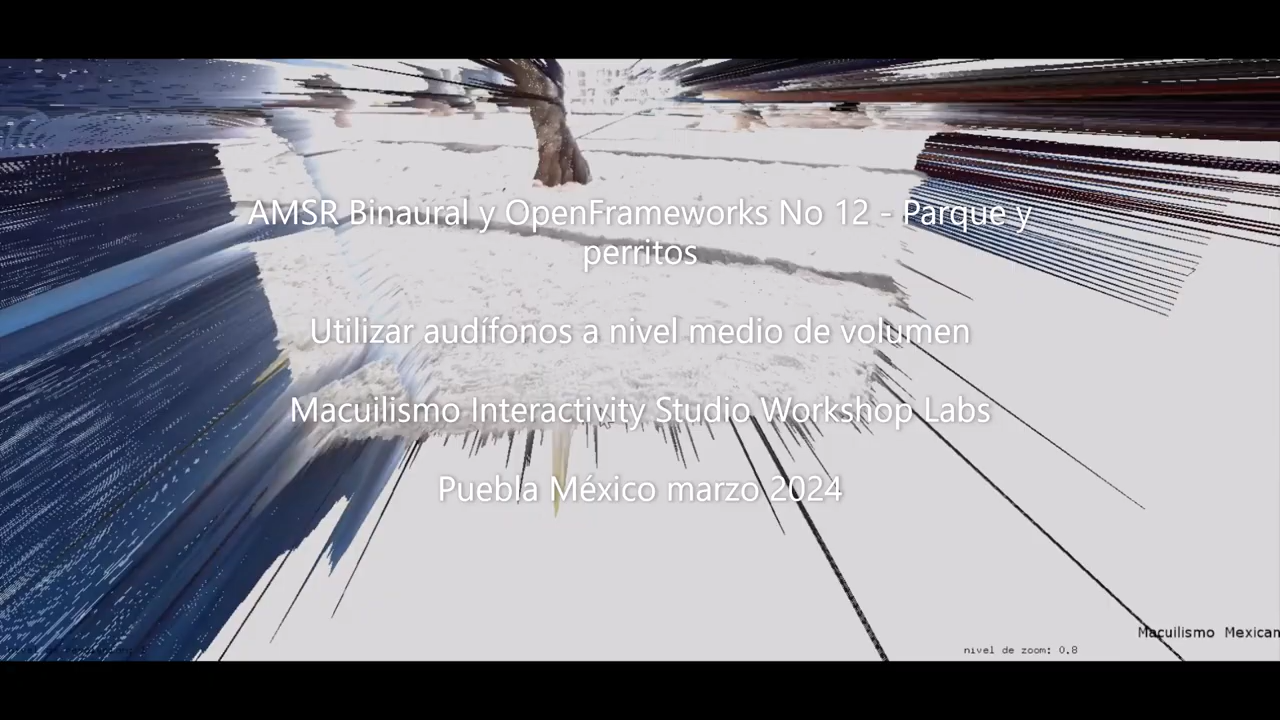 AMSR Binaural y OpenFrameworks No 12 - Parque y
perritos
Utilizar audífonos a nivel medio de volumen
Macuilismo Interactivity Studio Workshop Labs
Puebla México marzo 2024
Macuilismo Mexican
nivel de zoom: 0.8